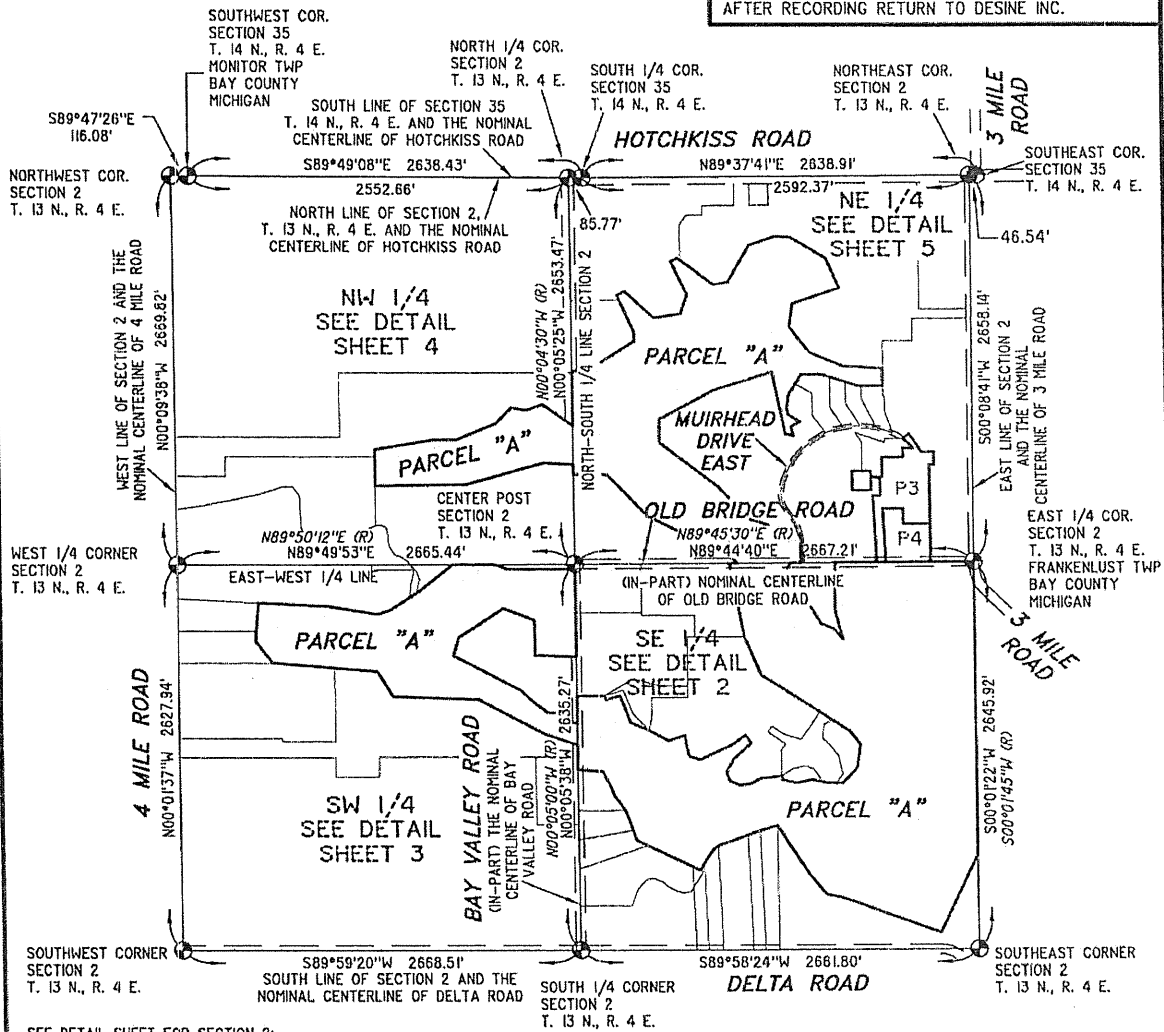 AFTER RECORDING RETURN TO DESINE INC.
SOUTHWEST COR.
SECTION 35
T. 14 N., R. 4 E.
MONITOR TWP
BAY COUNTY
MICHIGAN
NORTH 1/4 COR.
SECTION 2
T. 13 N., R. 4 E.
SOUTH 1/4 COR.
SECTION 35
T. 14 N., R. 4 E.
NORTHEAST COR.
SECTION 2
T. 13 N., R. 4 E.
3 MILE
ROAD
S89°47'26"E
116.08'
SOUTH LINE OF SECTION 35
T. 14 N., R. 4 E. AND THE NOMINAL
CENTERLINE OF HOTCHKISS ROAD
HOTCHKISS ROAD
SOUTHEAST COR.
SECTION 35
T. 14 N., R. 4 E.
NORTHWEST COR.
SECTION 2
T. 13 N., R. 4 E.
S89°49'08"E 2638.43'
N89°37'41"E 2638.91'
2552.66'
2592.37'
NORTH LINE OF SECTION 2,
T. 13 N., R. 4 E. AND THE NOMINAL
CENTERLINE OF HOTCHKISS ROAD
85.77'
46.54'
NE 1/4
SEE DETAIL
SHEET 5
NW 1/4
SEE DETAIL
SHEET 4
WEST LINE OF SECTION 2 AND THE
NOMINAL CENTERLINE OF 4 MILE ROAD
N00°09'38"W 2669.82'
N00°04'30"W (R)
N00°05'25"W 2653.47'
NORTH-SOUTH 1/4 LINE SECTION 2
PARCEL "A"
S00°08'41"W 2658.14'
EAST LINE OF SECTION 2
AND THE NOMINAL
CENTERLINE OF 3 MILE ROAD
MUIRHEAD
DRIVE
EAST
PARCEL "A"
P3
P4
CENTER POST
SECTION 2
T. 13 N., R. 4 E.
OLD BRIDGE ROAD
N89°50'12"E (R)
N89°49'53"E 2665.44'
N89°45'30"E (R)
N89°44'40"E 2667.21'
EAST 1/4 COR.
SECTION 2
T. 13 N., R. 4 E.
FRANKENLUST TWP
BAY COUNTY
MICHIGAN
WEST 1/4 CORNER
SECTION 2
T. 13 N., R. 4 E.
EAST-WEST 1/4 LINE
(IN-PART) NOMINAL CENTERLINE
OF OLD BRIDGE ROAD
3 MILE
ROAD
PARCEL "A"
SE 1/4
SEE DETAIL
SHEET 2
4 MILE ROAD
N00°01'37"W 2627.94'
2635.27'
N00°05'38"W
N00°05'00"W (R)
BAY VALLEY ROAD
(IN-PART) THE NOMINAL
CENTERLINE OF BAY
VALLEY ROAD
S00°01'22"W 2645.92'
S00°01'45"W (R)
PARCEL "A"
SW 1/4
SEE DETAIL
SHEET 3
SOUTHWEST CORNER
SECTION 2
T. 13 N., R. 4 E.
S89°59'20"W 2668.51'
SOUTH LINE OF SECTION 2 AND THE
NOMINAL CENTERLINE OF DELTA ROAD
SOUTH 1/4 CORNER
SECTION 2
T. 13 N., R. 4 E.
S89°58'24"W 2661.80'
DELTA ROAD
SOUTHEAST CORNER
SECTION 2
T. 13 N., R. 4 E.
SEE DETAIL SHEET FOR SECTION 2: